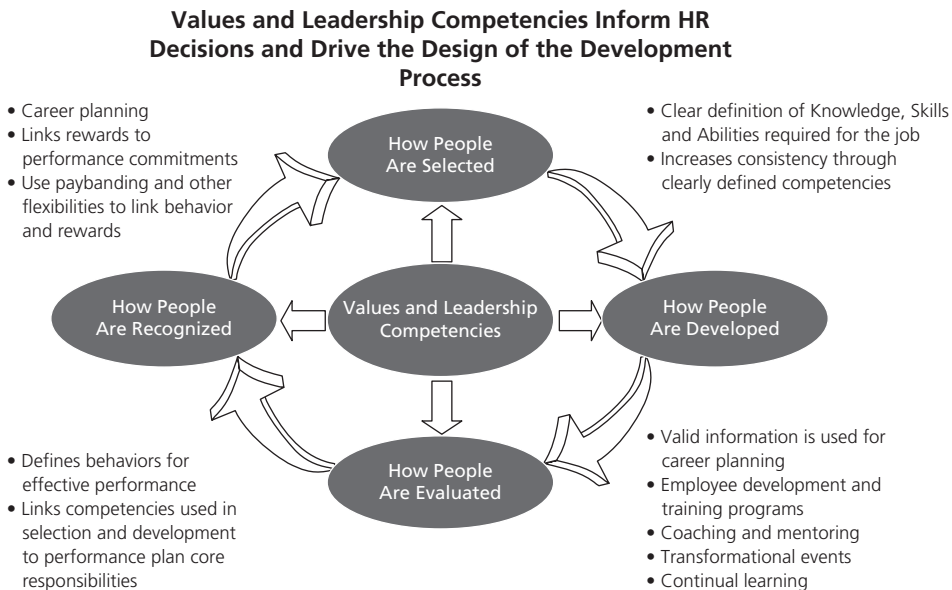 Values and Leadership Competencies Inform HR
Decisions and Drive the Design of the Development
Process
• Career planning
• Links rewards to
performance commitments
• Use paybanding and other
flexibilities to link behavior
and rewards
How People
Are Selected
• Clear definition of Knowledge, Skills
and Abilities required for the job
• Increases consistency through
clearly defined competencies
How People
Are Recognized
Values and Leadership
Competencies
How People
Are Developed
• Defines behaviors for
effective performance
• Links competencies used in
selection and development
to performance plan core
responsibilities
How People
Are Evaluated
• Valid information is used for
career planning
• Employee development and
training programs
• Coaching and mentoring
• Transformational events
• Continual learning